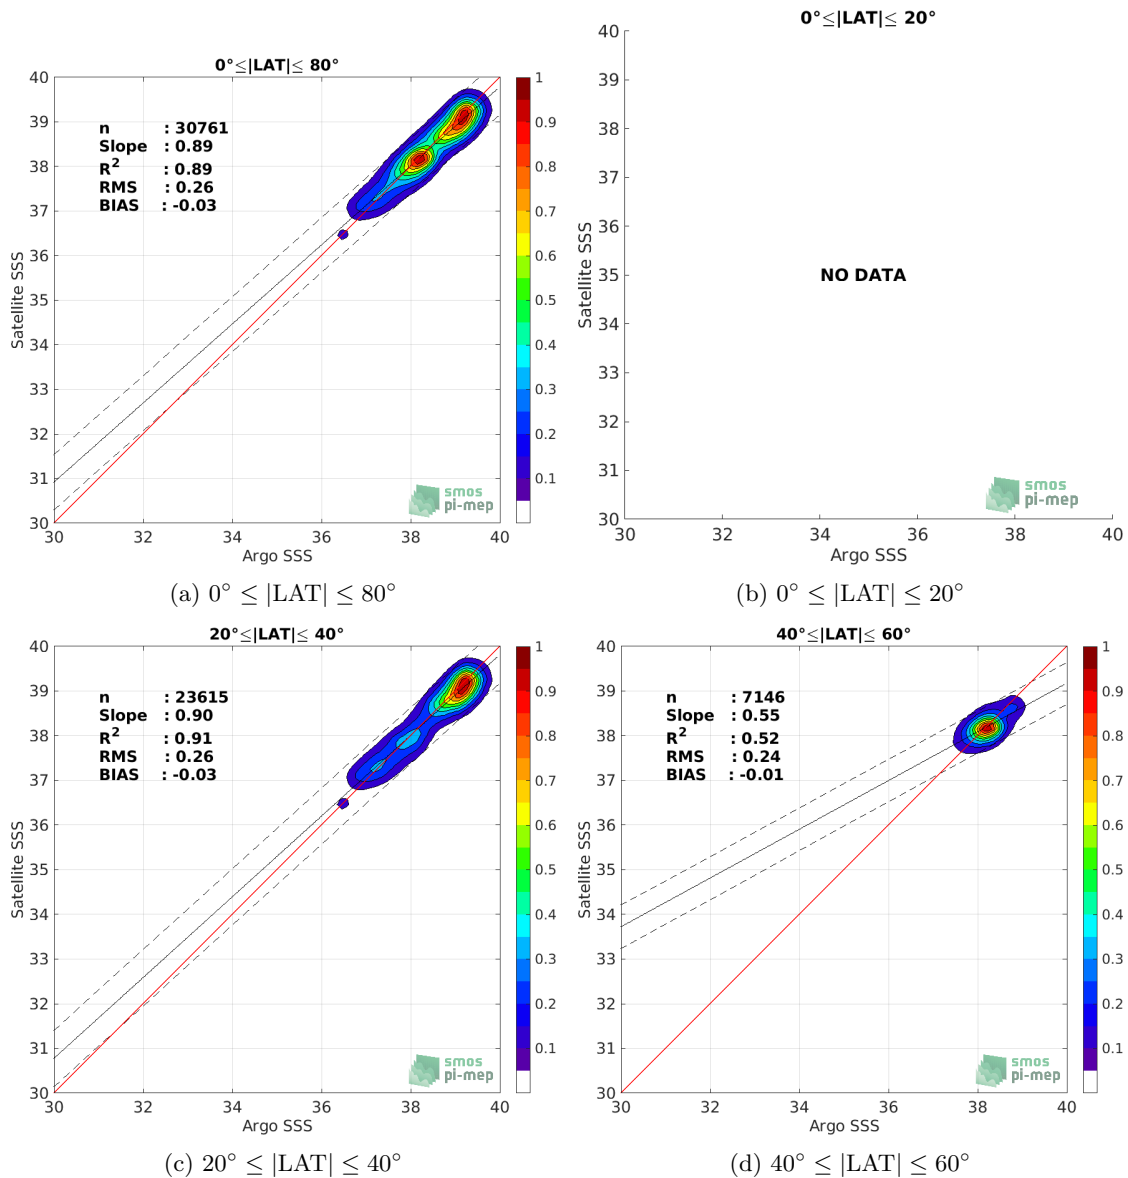 0°≤|LAT|≤ 80°
40
39
38
37
36
35
34
33
32
31
30
Satellite SSS
n : 30761
Slope : 0.89
R2 : 0.89
RMS : 0.26
BIAS : -0.03
smos
pi-mep
30 32 34 36 38 40
Argo SSS
1
0.9
0.8
0.7
0.6
0.5
0.4
0.3
0.2
0.1
(a) 0° ≤ |LAT| ≤ 80°
0°≤|LAT|≤ 20°
40
39
38
37
36
35
34
33
32
31
30
Satellite SSS
NO DATA
smos
pi-mep
30 32 34 36 38 40
Argo SSS
(b) 0° ≤ |LAT| ≤ 20°
20°≤|LAT|≤ 40°
40
39
38
37
36
35
34
33
32
31
30
Satellite SSS
n : 23615
Slope : 0.90
R2 : 0.91
RMS : 0.26
BIAS : -0.03
smos
pi-mep
30 32 34 36 38 40
Argo SSS
1
0.9
0.8
0.7
0.6
0.5
0.4
0.3
0.2
0.1
(c) 20° ≤ |LAT| ≤ 40°
40°≤|LAT|≤ 60°
40
39
38
37
36
35
34
33
32
31
30
Satellite SSS
n : 7146
Slope : 0.55
R2 : 0.52
RMS : 0.24
BIAS : -0.01
smos
pi-mep
30 32 34 36 38 40
Argo SSS
1
0.9
0.8
0.7
0.6
0.5
0.4
0.3
0.2
0.1
(d) 40° ≤ |LAT| ≤ 60°